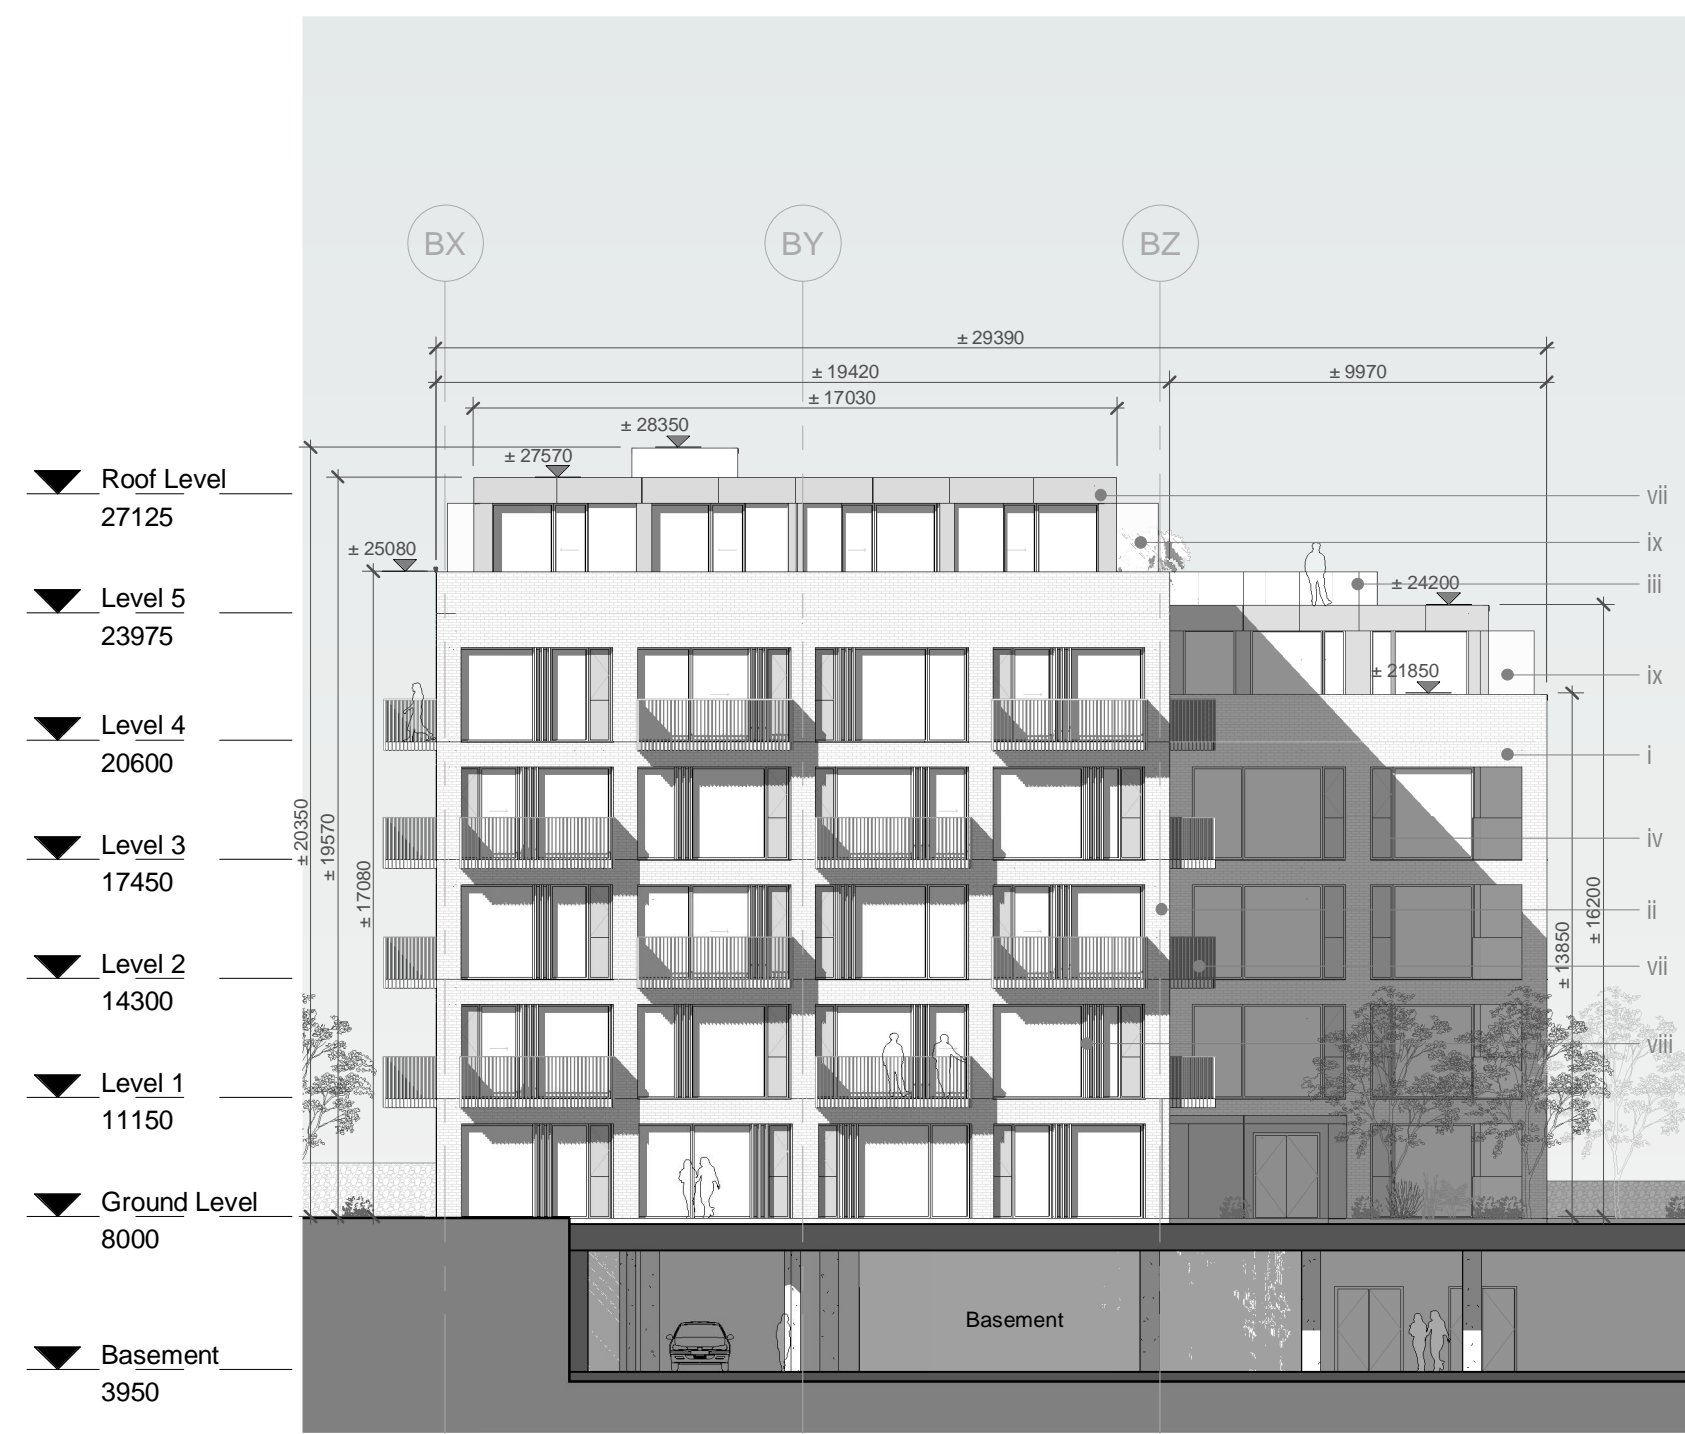 BX
BY
BZ
± 29390
± 19420
± 9970
± 17030
± 28350
± 27570
Roof Level
27125
vii
ix
± 25080
Level 5
23975
± 24200
iii
± 21850
ix
Level 4
20600
i
± 20350
± 19570
Level 3
17450
iv
± 17080
± 16200
± 13850
ii
Level 2
14300
vii
viii
Level 1
11150
Ground Level
8000
Basement
Basement
3950